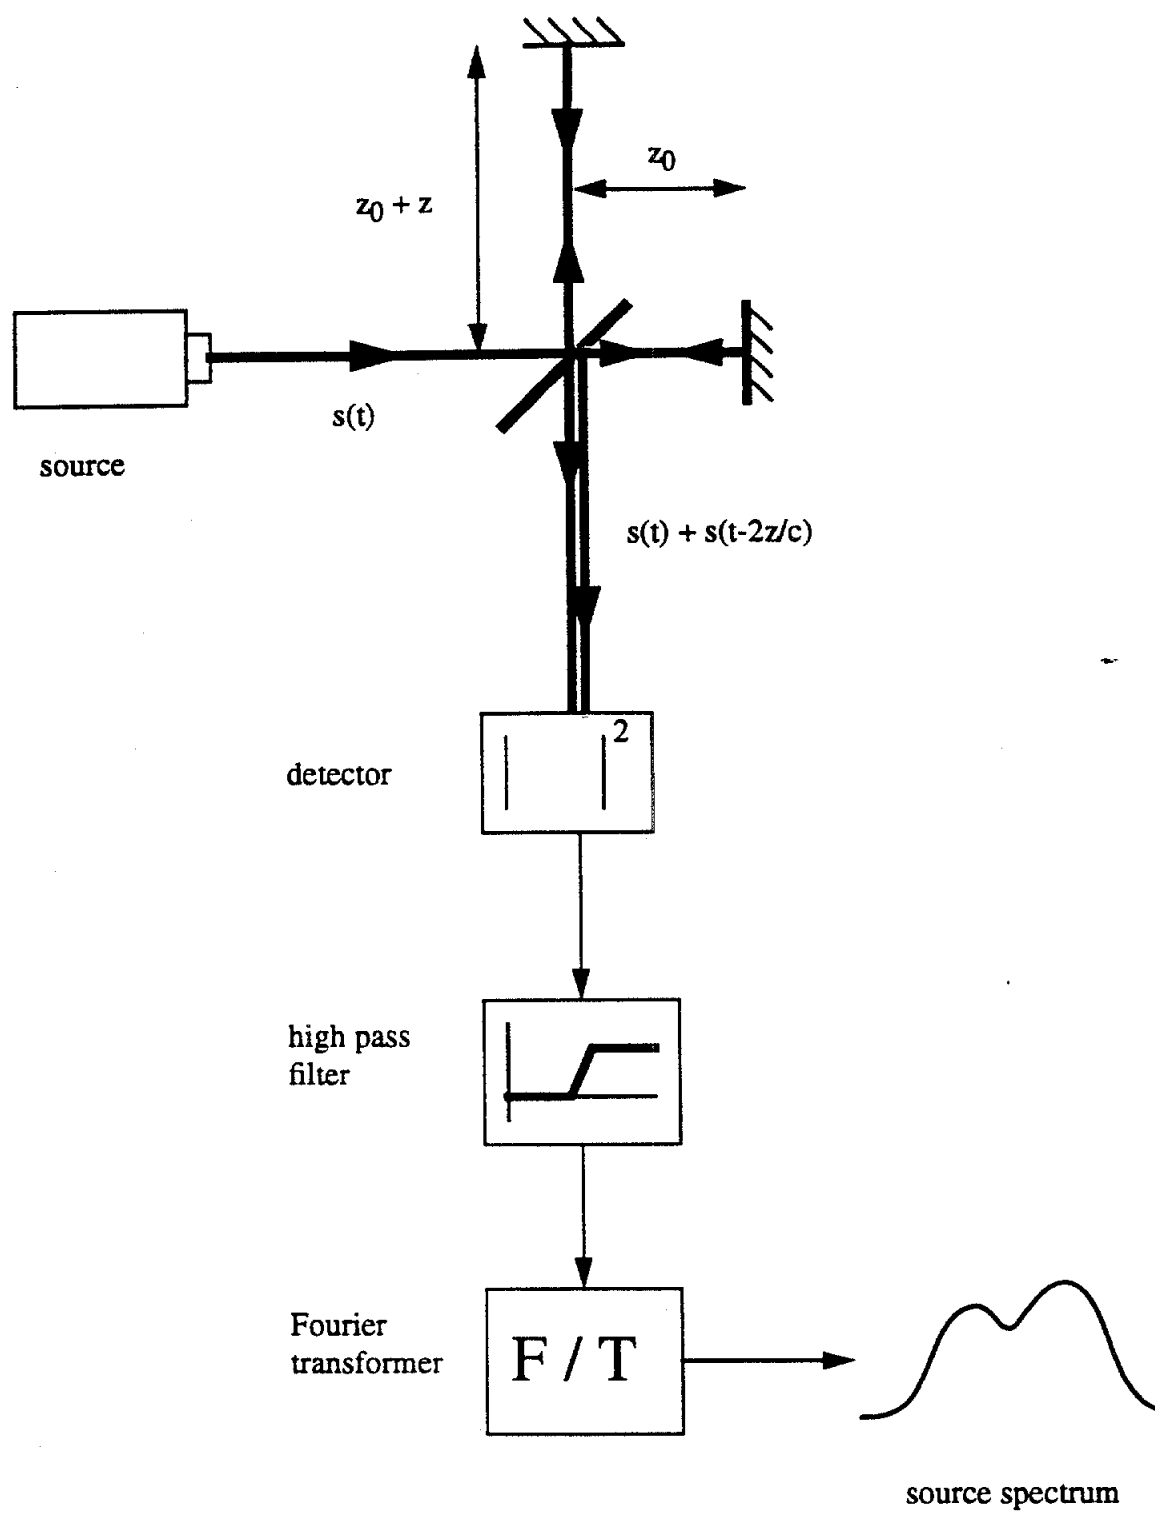 z₀
z₀ + z
s(t)
source
s(t) + s(t-2z/c)
2
detector
high pass
filter
Fourier
transformer
F / T
source spectrum